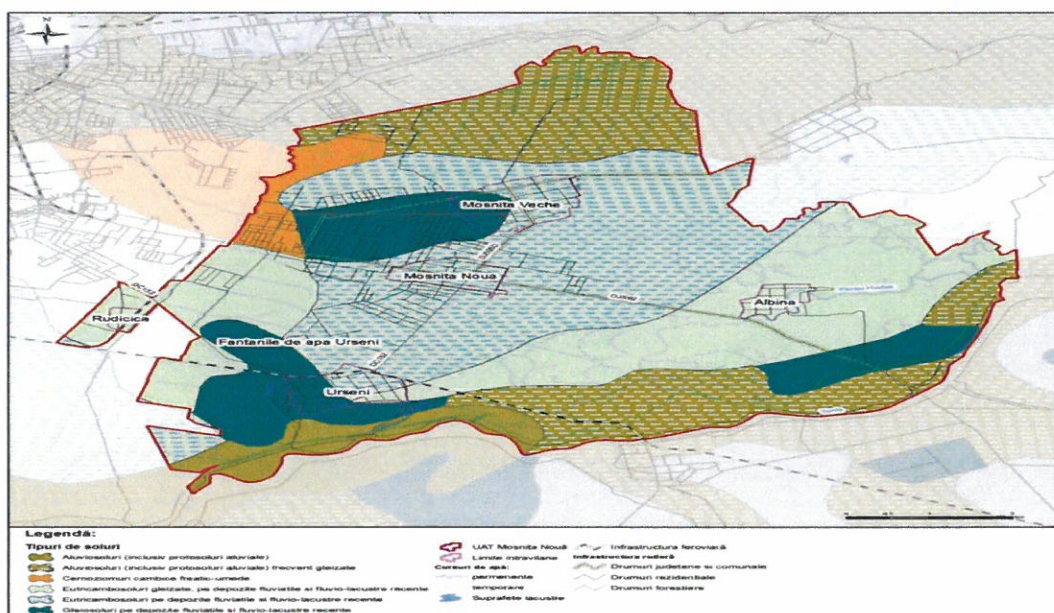 N
Mosnita Veche
Mosnita Noua
DC152
Albina
Rudicica
Fantanile de apa Urseni
Urseni
Legendă:
Tipuri de soluri
Aluviosoluri (inclusiv protosoluri aluviale)
Aluviosoluri (inclusiv protosoluri aluviale) frecvent gleizate
Cernoziomuri cambice freatic-umede
Eutricambosoluri gleizate, pe depozite fluviatile si fluvio-lacustre recente
Eutricambosoluri pe depozite fluviatile si fluvio-lacustre recente
Gleiosoluri pe depozite fluviatile si fluvio-lacustre recente
UAT Moșnița Nouă
Limite intravilane
Cursuri de apă:
permanente
temporare
Suprafete lacustre
Infrastructura feroviară
Infrastructura rutieră
Drumuri judetene si comunale
Drumuri rezidentiale
Drumuri forestiere